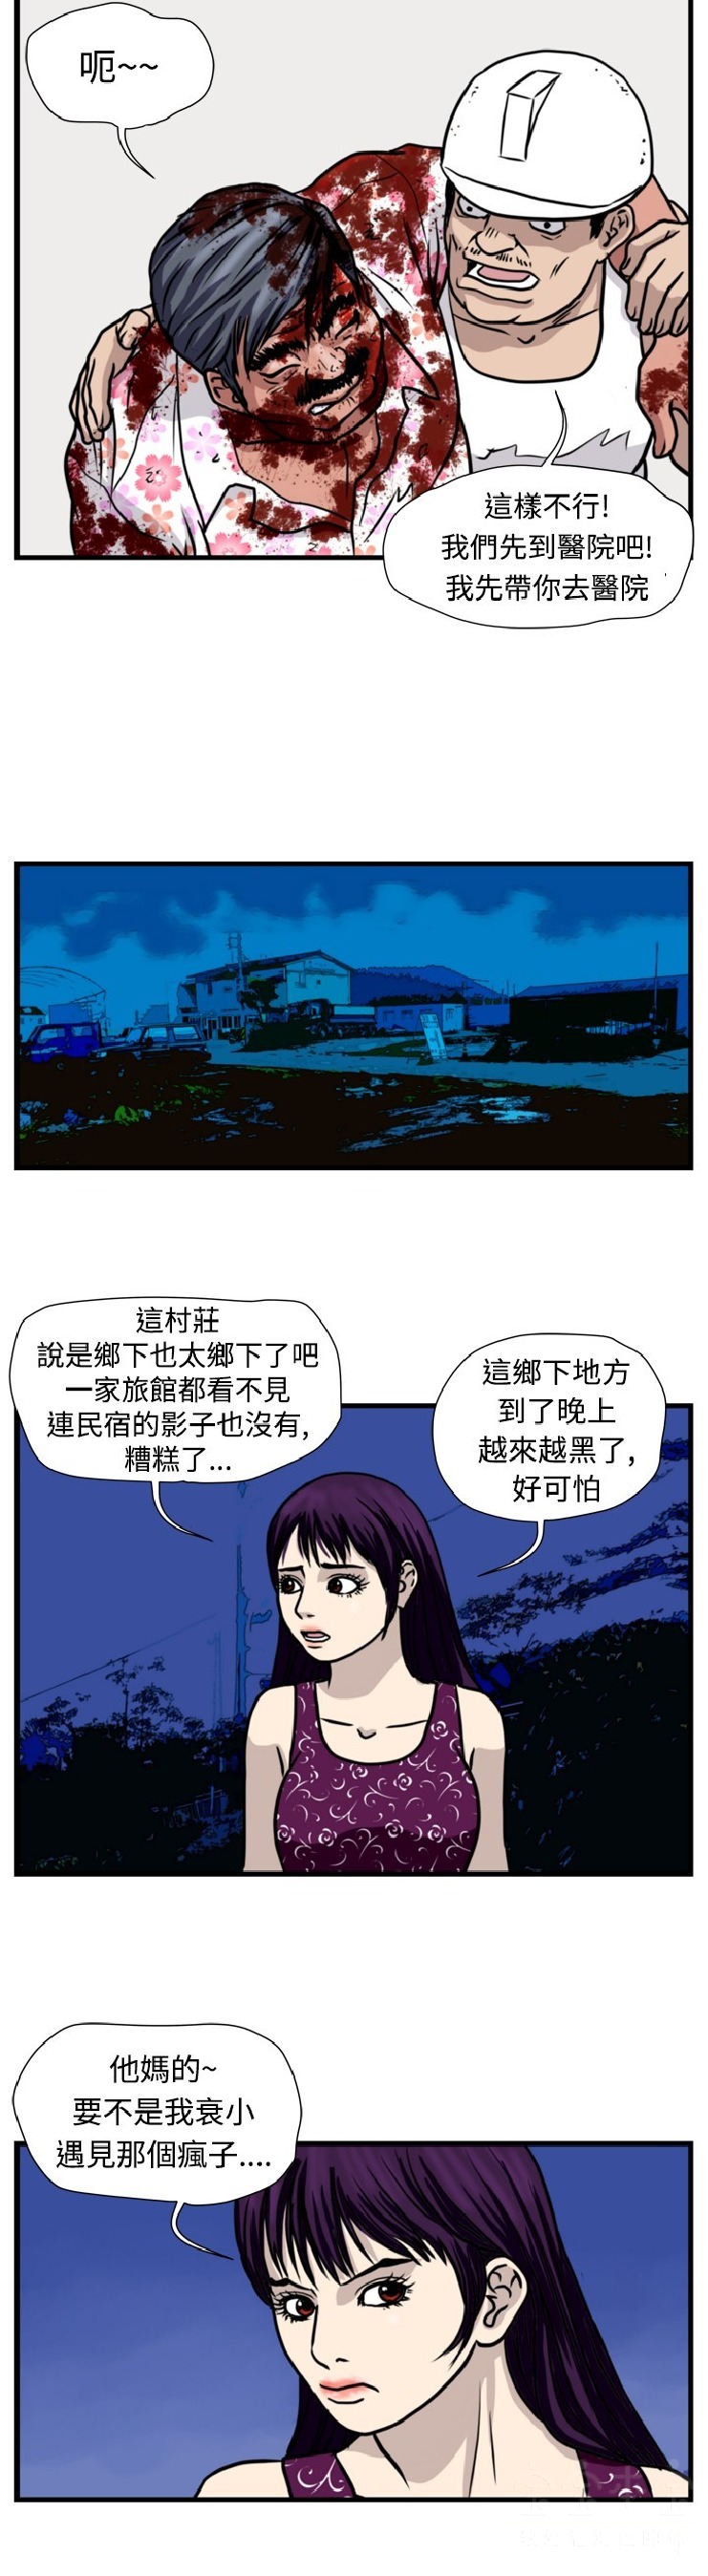 呃~~
這樣不行!
我們先到醫院吧!
我先帶你去醫院
這村莊
說是鄉下也太鄉下了吧
一家旅館都看不見
連民宿的影子也沒有,
糟糕了...
這鄉下地方
到了晚上
越來越黑了,
好可怕
他媽的~
要不是我衰小
遇見那個瘋子....